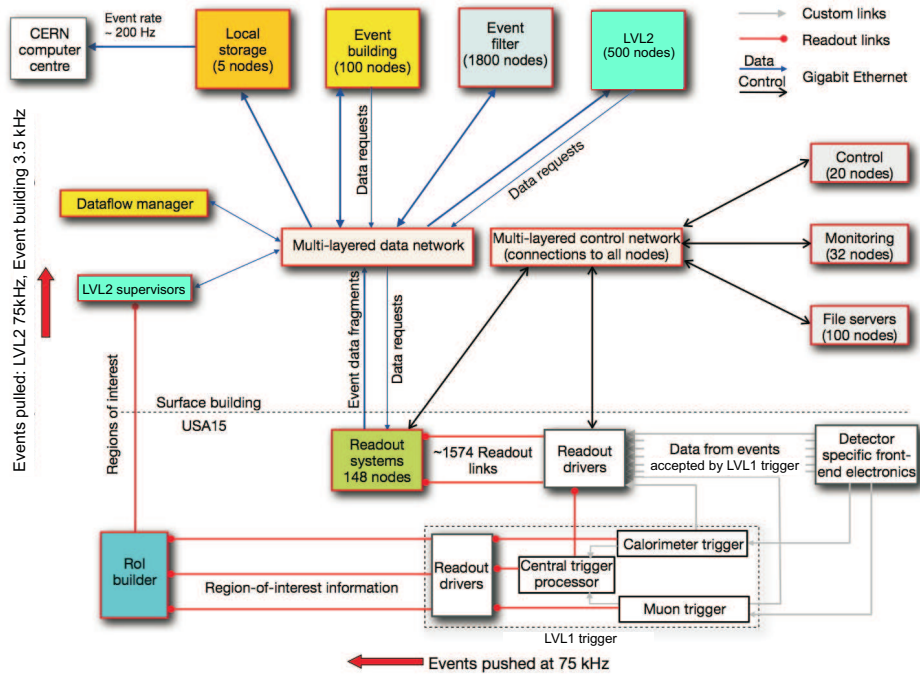 CERN
computer
centre
Event rate
~ 200 Hz
Local
storage
(5 nodes)
Event
building
(100 nodes)
Event
filter
(1800 nodes)
LVL2
(500 nodes)
Custom links
Readout links
Data
Control
Gigabit Ethernet
Events pulled: LVL2 75kHz, Event building 3.5 kHz
Data requests
Data requests
Control
(20 nodes)
Dataflow manager
Multi-layered data network
Multi-layered control network
(connections to all nodes)
Monitoring
(32 nodes)
LVL2 supervisors
File servers
(100 nodes)
Regions of interest
Event data fragments
Data requests
Surface building
USA15
Readout
systems
148 nodes
~1574 Readout
links
Readout
drivers
Data from events
accepted by LVL1 trigger
Detector
specific front-
end electronics
RoI
builder
Region-of-interest information
Readout
drivers
Central trigger
processor
Calorimeter trigger
Muon trigger
LVL1 trigger
Events pushed at 75 kHz